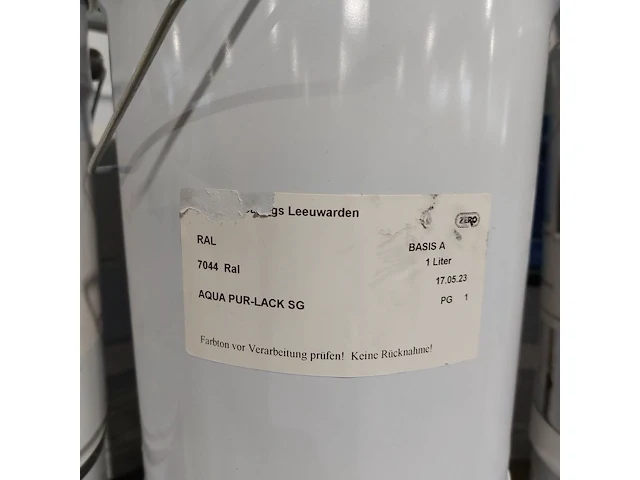 Leeuwarden
ZERO
RAL BASIS A
7044 Ral 1 Liter
17.05.23
AQUA PUR-LACK SG PG 1
Farbton vor Verarbeitung prüfen! Keine Rücknahme!